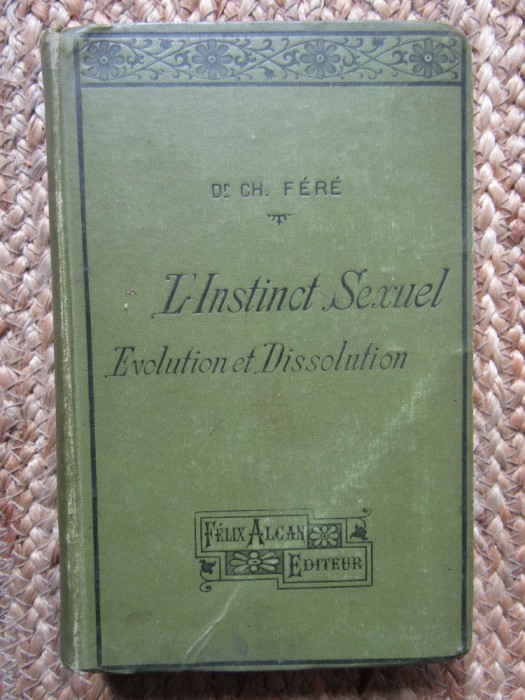 Dr CH. FÉRÉ
L'Instinct Sexuel
Evolution et Dissolution
FÉLIX ALCAN
EDITEUR